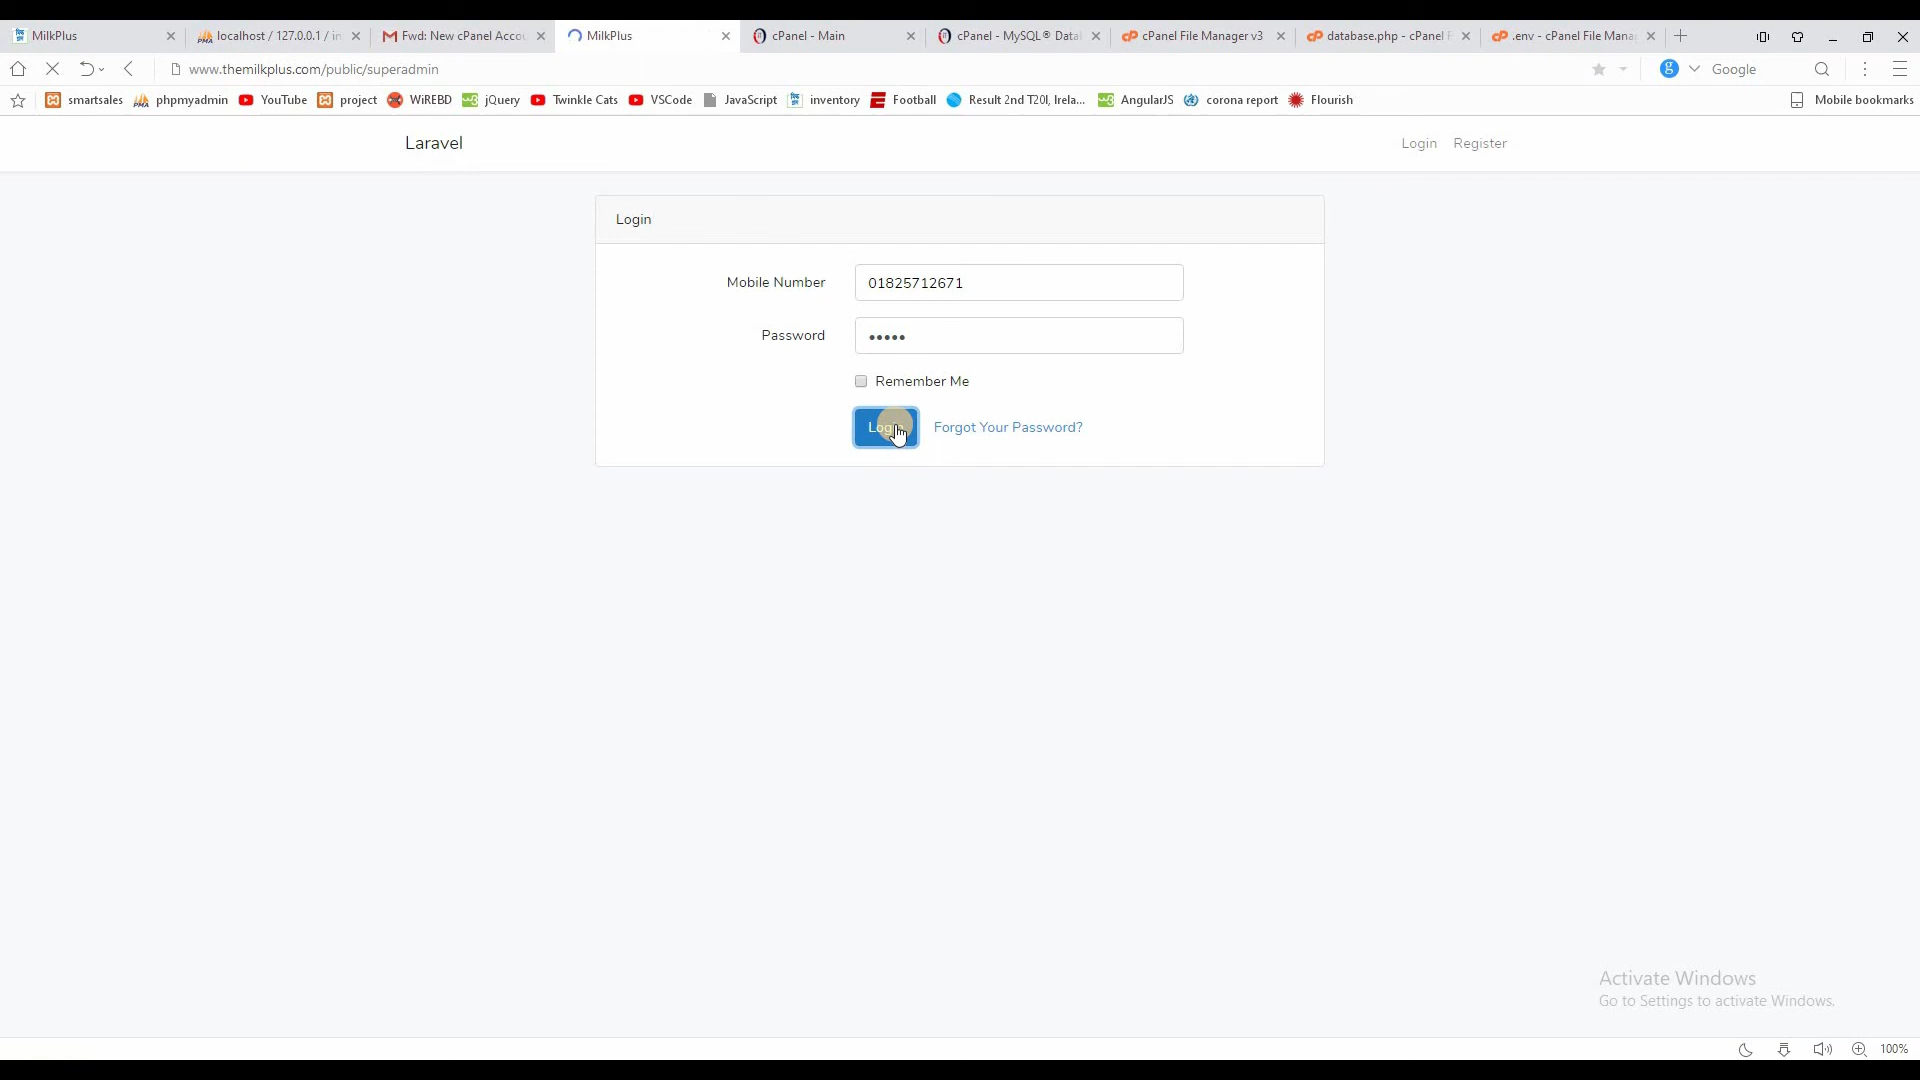 MilkPlus
localhost / 127.0.0.1 / in
Fwd: New cPanel Accou
MilkPlus
cPanel - Main
cPanel - MySQL® Datal
cPanel File Manager v3
database.php - cPanel F
.env - cPanel File Mana
www.themilkplus.com/public/superadmin
Google
smartsales
phpmyadmin
YouTube
project
WiREBD
jQuery
Twinkle Cats
VSCode
JavaScript
inventory
Football
Result 2nd T20I, Irela...
AngularJS
corona report
Flourish
Mobile bookmarks
Laravel
Login Register
Login
Mobile Number 01825712671
Password •••••
Remember Me
Login Forgot Your Password?
Activate Windows
Go to Settings to activate Windows.
100%